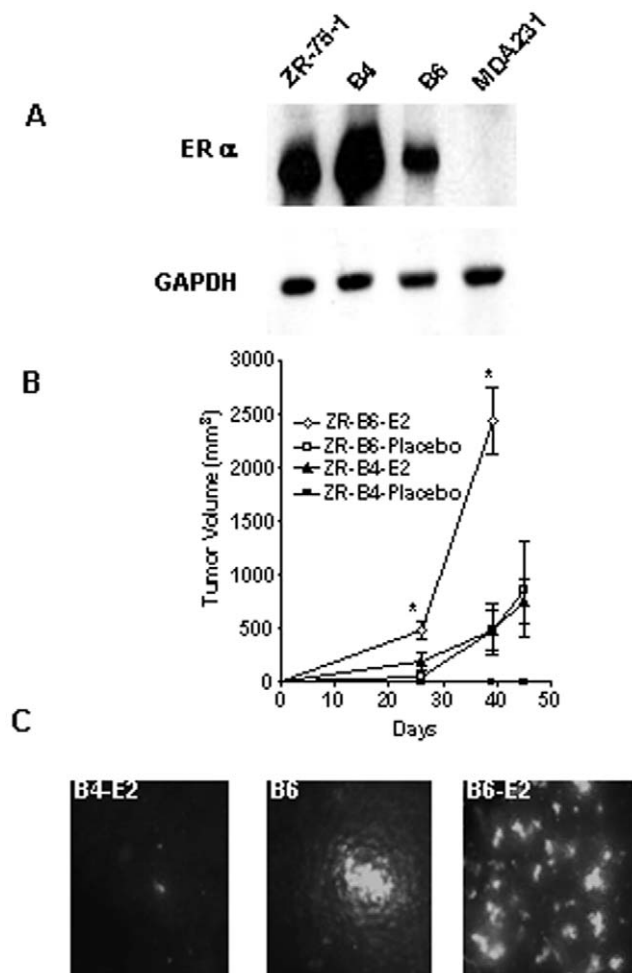 ZR-75-1 B4 B6 MDA231
A
ER α
GAPDH
B
3000
2500
2000
1500
1000
500
0
Tumor Volume (mm³)
* *
ZR-B6-E2
ZR-B6-Placebo
ZR-B4-E2
ZR-B4-Placebo
0 10 20 30 40 50
Days
C
B4-E2 B6 B6-E2